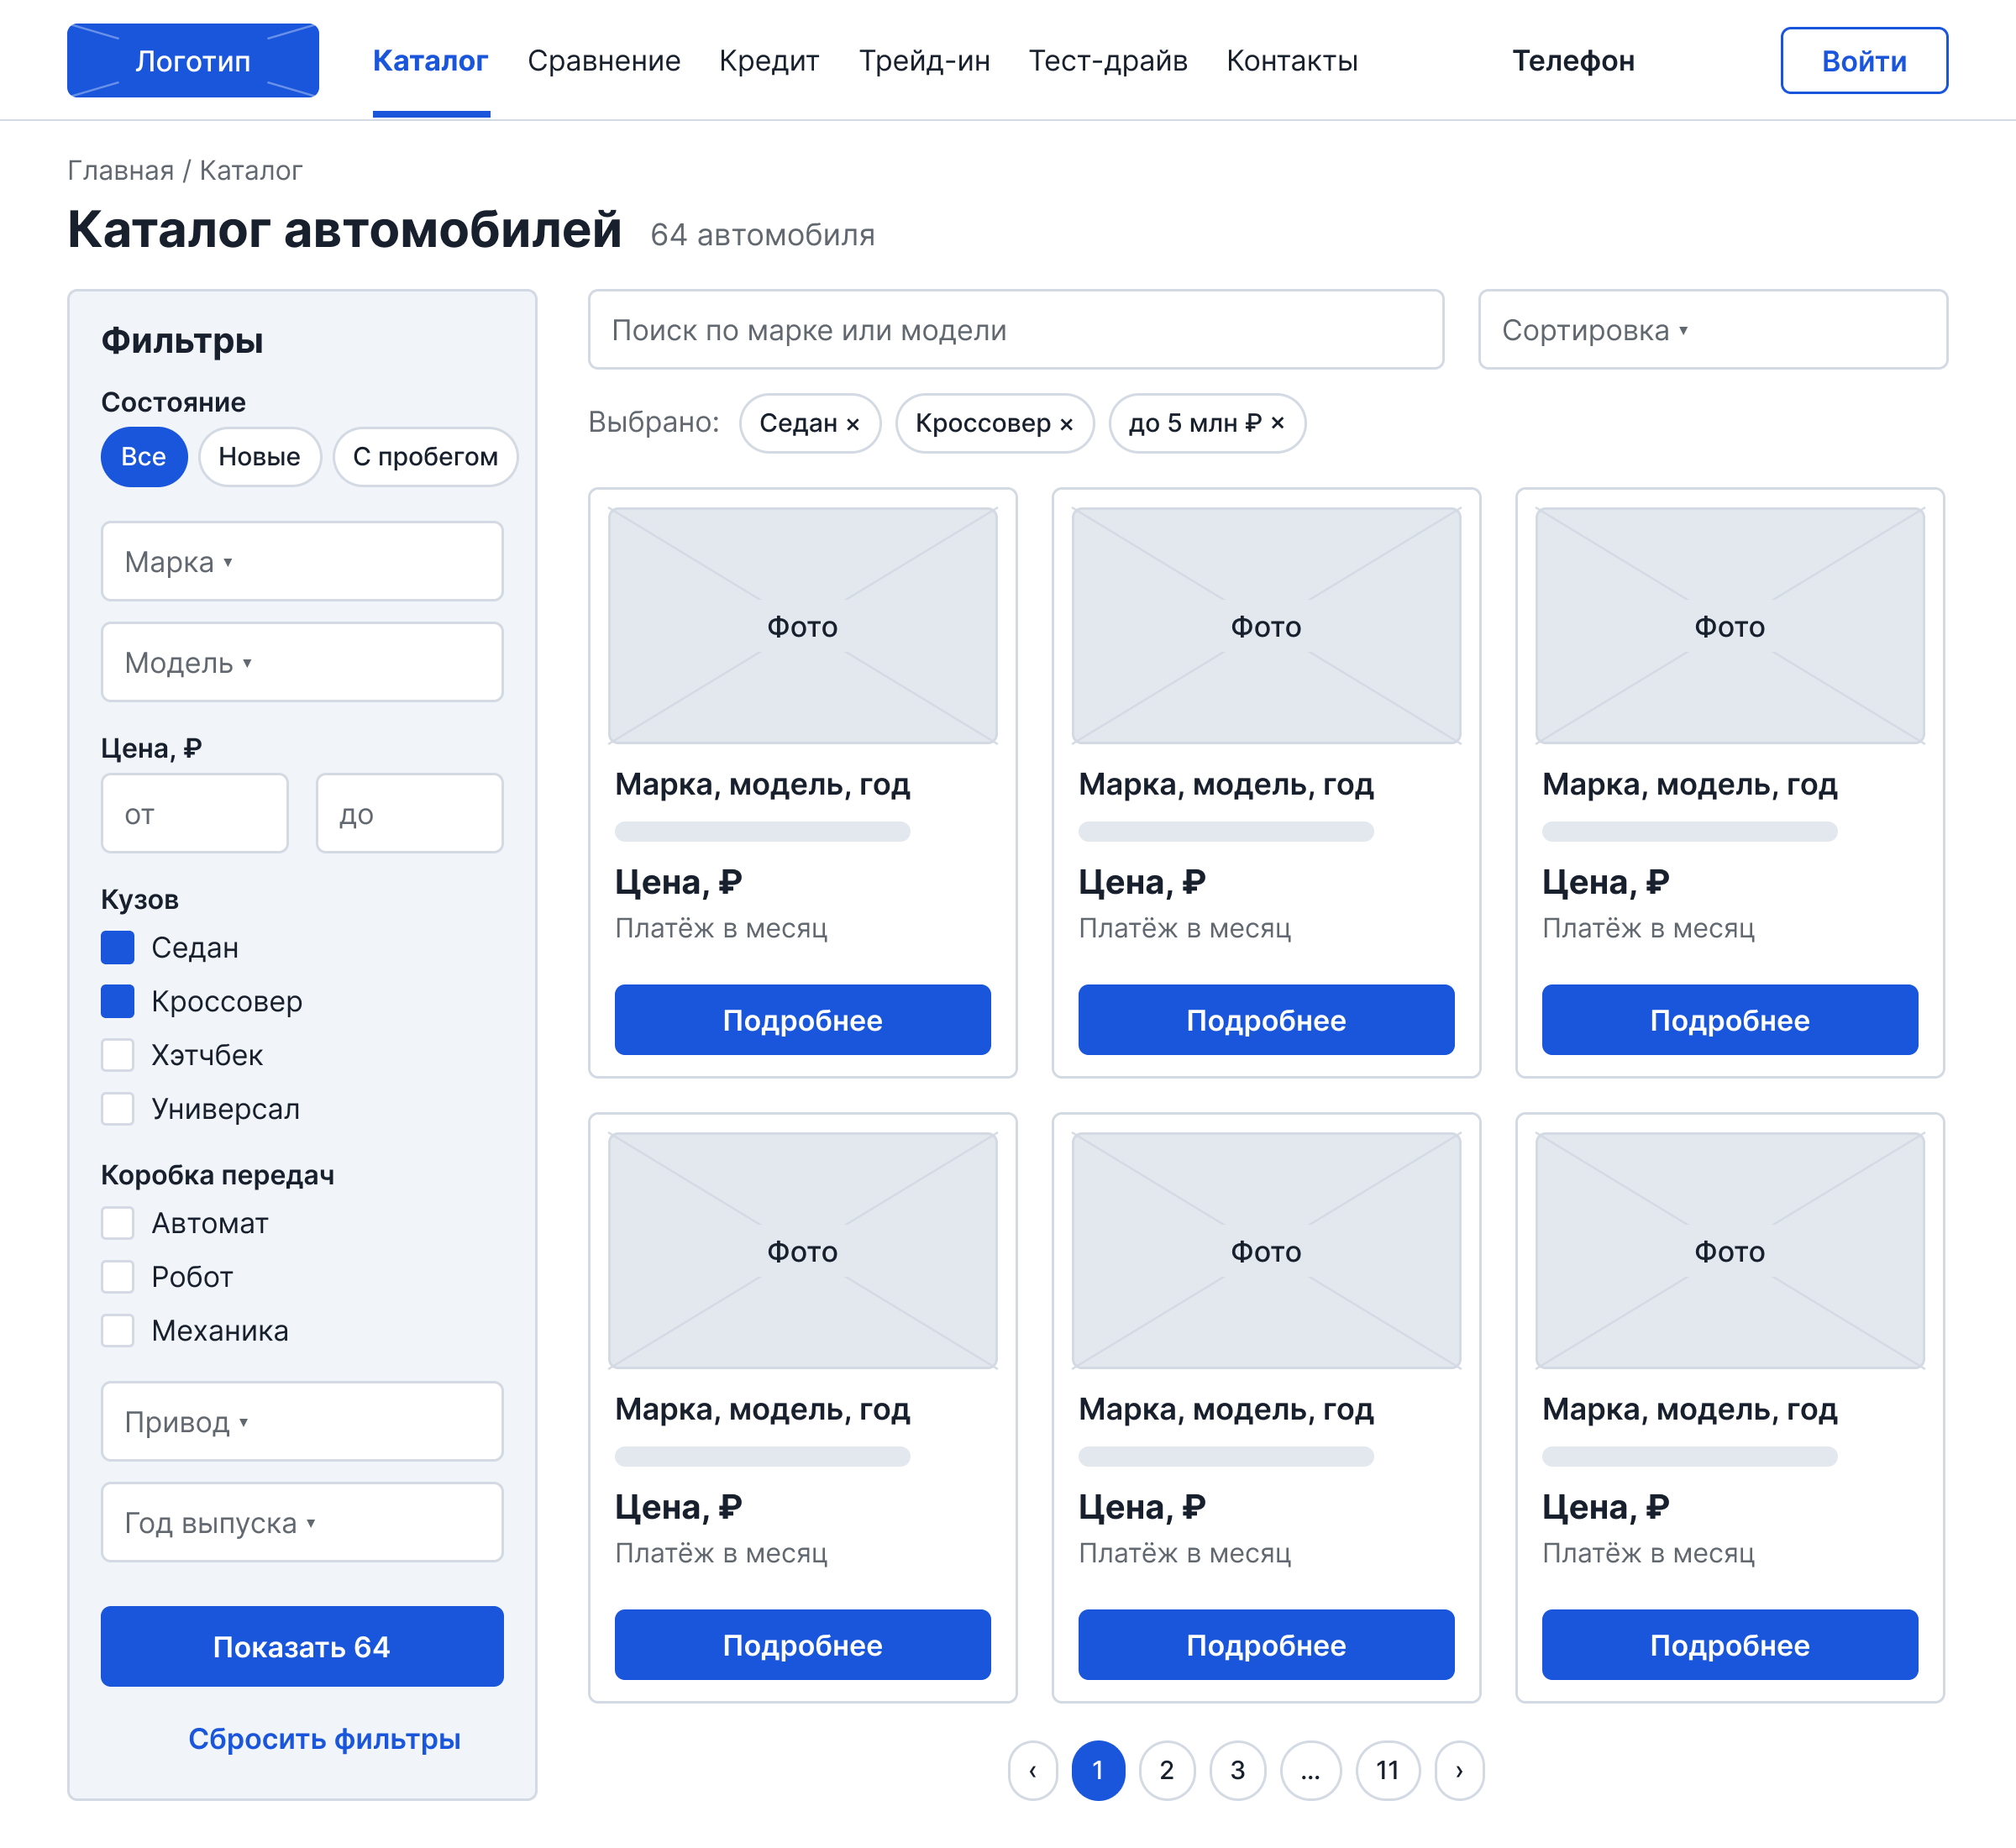 Логотип Каталог Сравнение Кредит Трейд-ин Тест-драйв Контакты Телефон Войти
Главная / Каталог
Каталог автомобилей 64 автомобиля
Фильтры
Состояние
Все Новые С пробегом
Марка ▾
Модель ▾
Цена, ₽
от до
Кузов
Седан
Кроссовер
Хэтчбек
Универсал
Коробка передач
Автомат
Робот
Механика
Привод ▾
Год выпуска ▾
Показать 64
Сбросить фильтры
Поиск по марке или модели Сортировка ▾
Выбрано: Седан × Кроссовер × до 5 млн ₽ ×
Фото Фото Фото
Марка, модель, год Марка, модель, год Марка, модель, год
Цена, ₽ Цена, ₽ Цена, ₽
Платёж в месяц Платёж в месяц Платёж в месяц
Подробнее Подробнее Подробнее
Фото Фото Фото
Марка, модель, год Марка, модель, год Марка, модель, год
Цена, ₽ Цена, ₽ Цена, ₽
Платёж в месяц Платёж в месяц Платёж в месяц
Подробнее Подробнее Подробнее
‹ 1 2 3 ... 11 ›